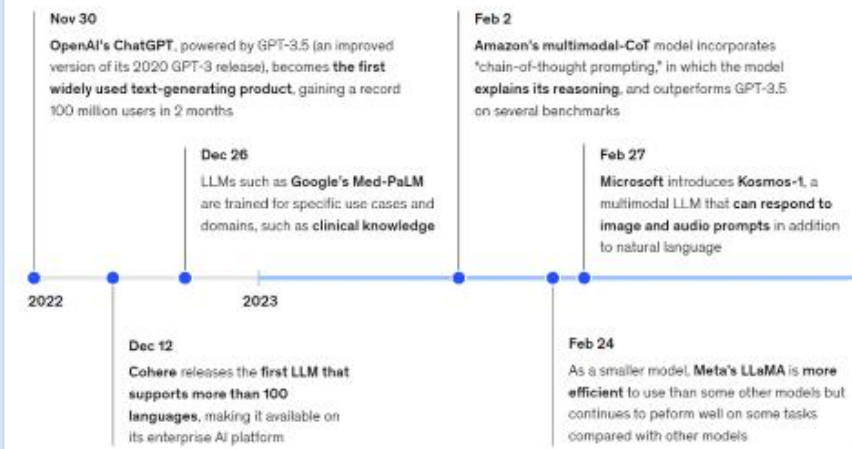 Nov 30
OpenAI's ChatGPT, powered by GPT-3.5 (an improved
version of its 2020 GPT-3 release), becomes the first
widely used text-generating product, gaining a record
100 million users in 2 months
Dec 26
LLMs such as Google's Med-PaLM
are trained for specific use cases and
domains, such as clinical knowledge
Feb 2
Amazon's multimodal-CoT model incorporates
"chain-of-thought prompting," in which the model
explains its reasoning, and outperforms GPT-3.5
on several benchmarks
Feb 27
Microsoft introduces Kosmos-1, a
multimodal LLM that can respond to
image and audio prompts in addition
to natural language
2022
2023
Dec 12
Cohere releases the first LLM that
supports more than 100
languages, making it available on
its enterprise AI platform
Feb 24
As a smaller model, Meta's LLaMA is more
efficient to use than some other models but
continues to peform well on some tasks
compared with other models